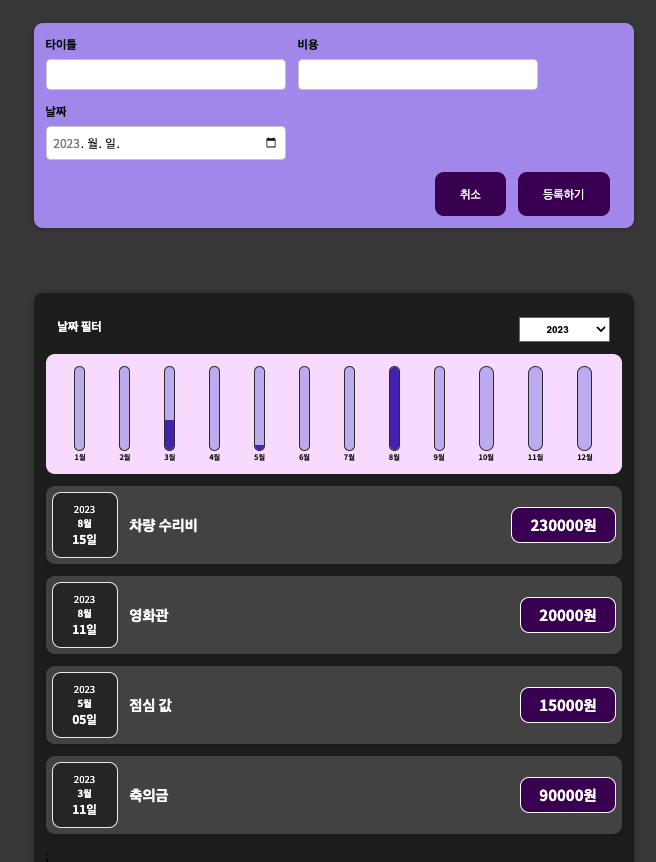 타이틀 비용
날짜
2023. 월. 일.
취소 등록하기
날짜 필터 2023
1월 2월 3월 4월 5월 6월 7월 8월 9월 10월 11월 12월
2023
8월
15일
차량 수리비
230000원
2023
8월
11일
영화관
20000원
2023
5월
05일
점심 값
15000원
2023
3월
11일
축의금
90000원